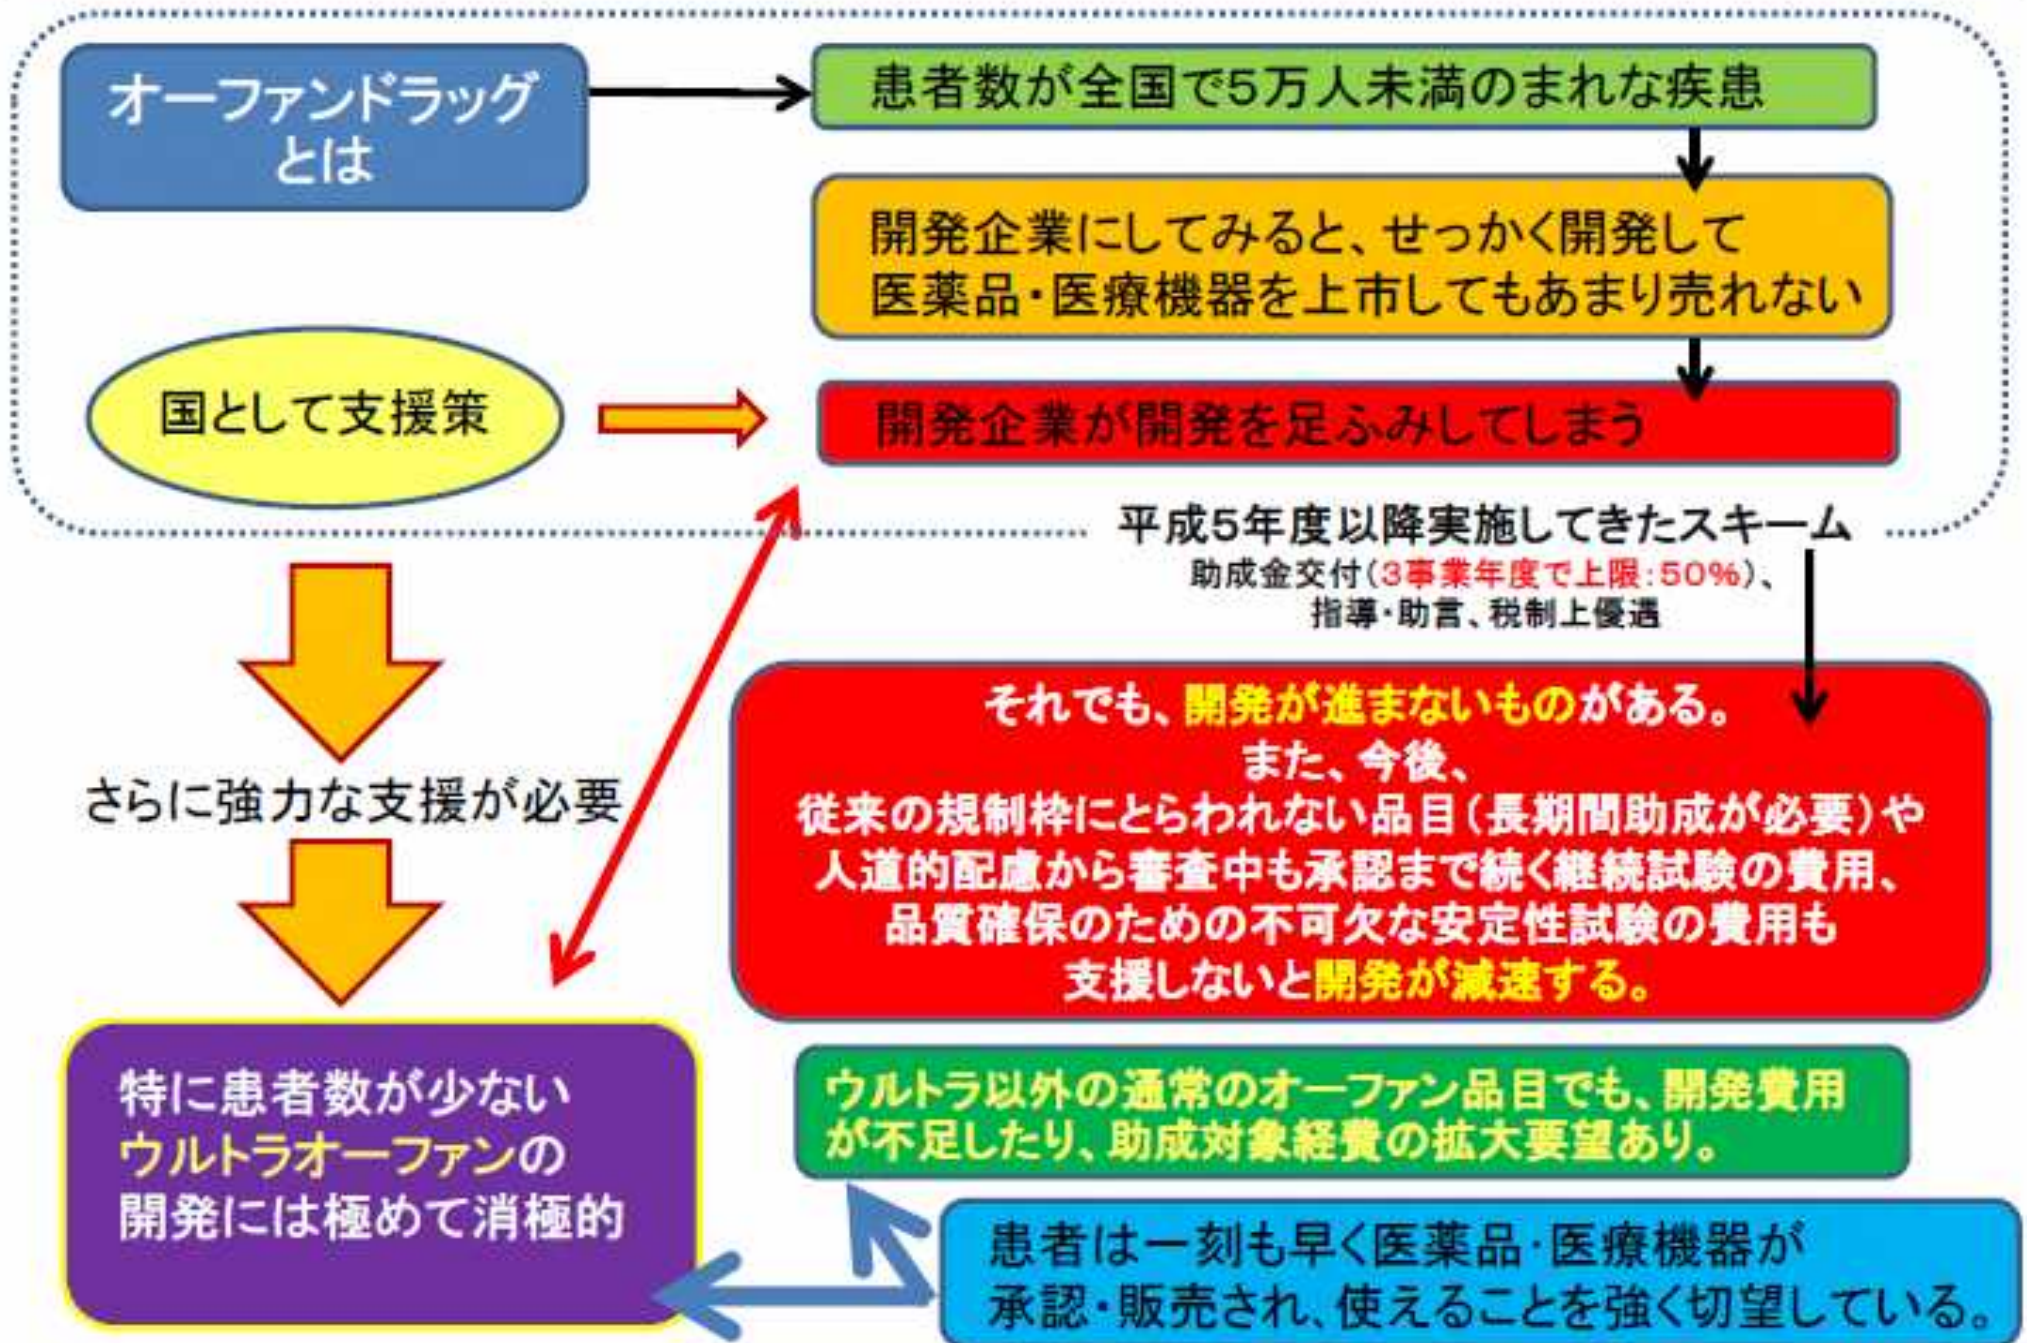 オーファンドラッグ
とは
患者数が全国で5万人未満のまれな疾患
開発企業にしてみると、せっかく開発して
医薬品・医療機器を上市してもあまり売れない
国として支援策
開発企業が開発を足ふみしてしまう
平成5年度以降実施してきたスキーム
助成金交付(3事業年度で上限:50%)、
指導・助言、税制上優遇
さらに強力な支援が必要
それでも、開発が進まないものがある。
また、今後、
従来の規制枠にとらわれない品目(長期間助成が必要)や
人道的配慮から審査中も承認まで続く継続試験の費用、
品質確保のための不可欠な安定性試験の費用も
支援しないと開発が減速する。
特に患者数が少ない
ウルトラオーファンの
開発には極めて消極的
ウルトラ以外の通常のオーファン品目でも、開発費用
が不足したり、助成対象経費の拡大要望あり。
患者は一刻も早く医薬品・医療機器が
承認・販売され、使えることを強く切望している。